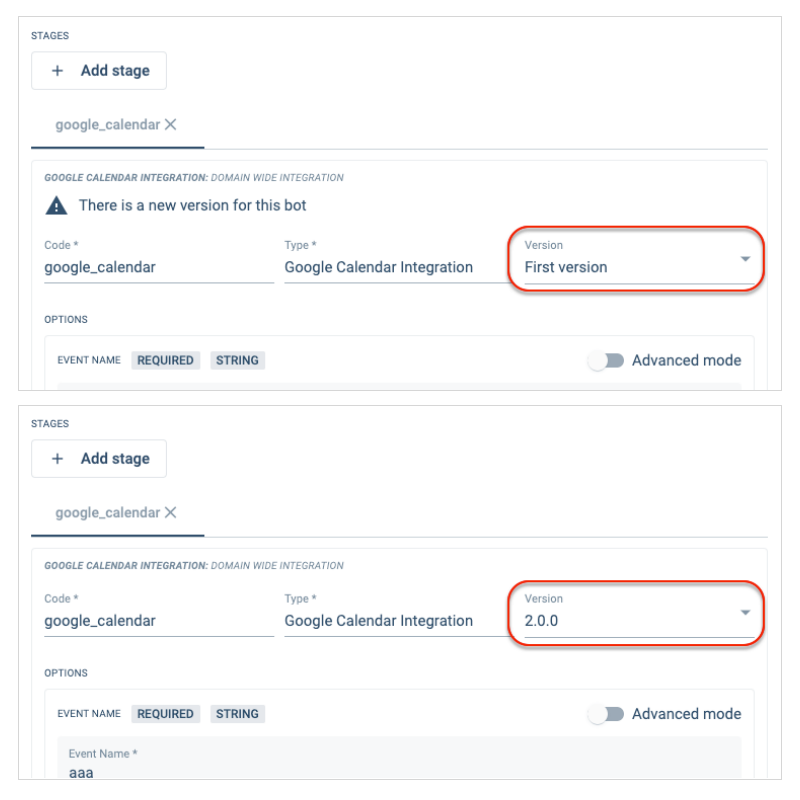 STAGES
+ Add stage
google_calendar ×
GOOGLE CALENDAR INTEGRATION: DOMAIN WIDE INTEGRATION
There is a new version for this bot
Code * Type * Version
google_calendar Google Calendar Integration First version
OPTIONS
EVENT NAME REQUIRED STRING Advanced mode
STAGES
+ Add stage
google_calendar ×
GOOGLE CALENDAR INTEGRATION: DOMAIN WIDE INTEGRATION
Code * Type * Version
google_calendar Google Calendar Integration 2.0.0
OPTIONS
EVENT NAME REQUIRED STRING Advanced mode
Event Name *
aaa